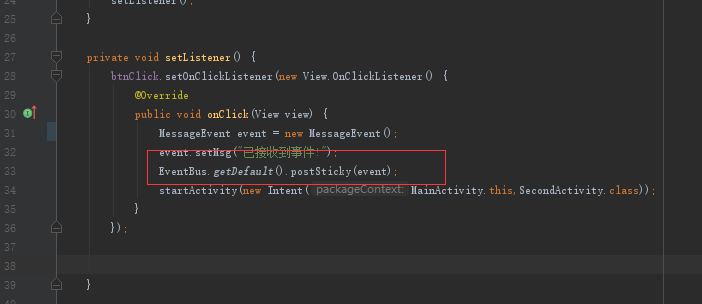 24 setListener();
25 }
26
27 private void setListener() {
28 btnClick.setOnClickListener(new View.OnClickListener() {
29 @Override
30 public void onClick(View view) {
31 MessageEvent event = new MessageEvent();
32 event.setMsg("已接收到事件!");
33 EventBus.getDefault().postSticky(event);
34 startActivity(new Intent( packageContext: MainActivity.this,SecondActivity.class));
35 }
36 });
37
38
39 }